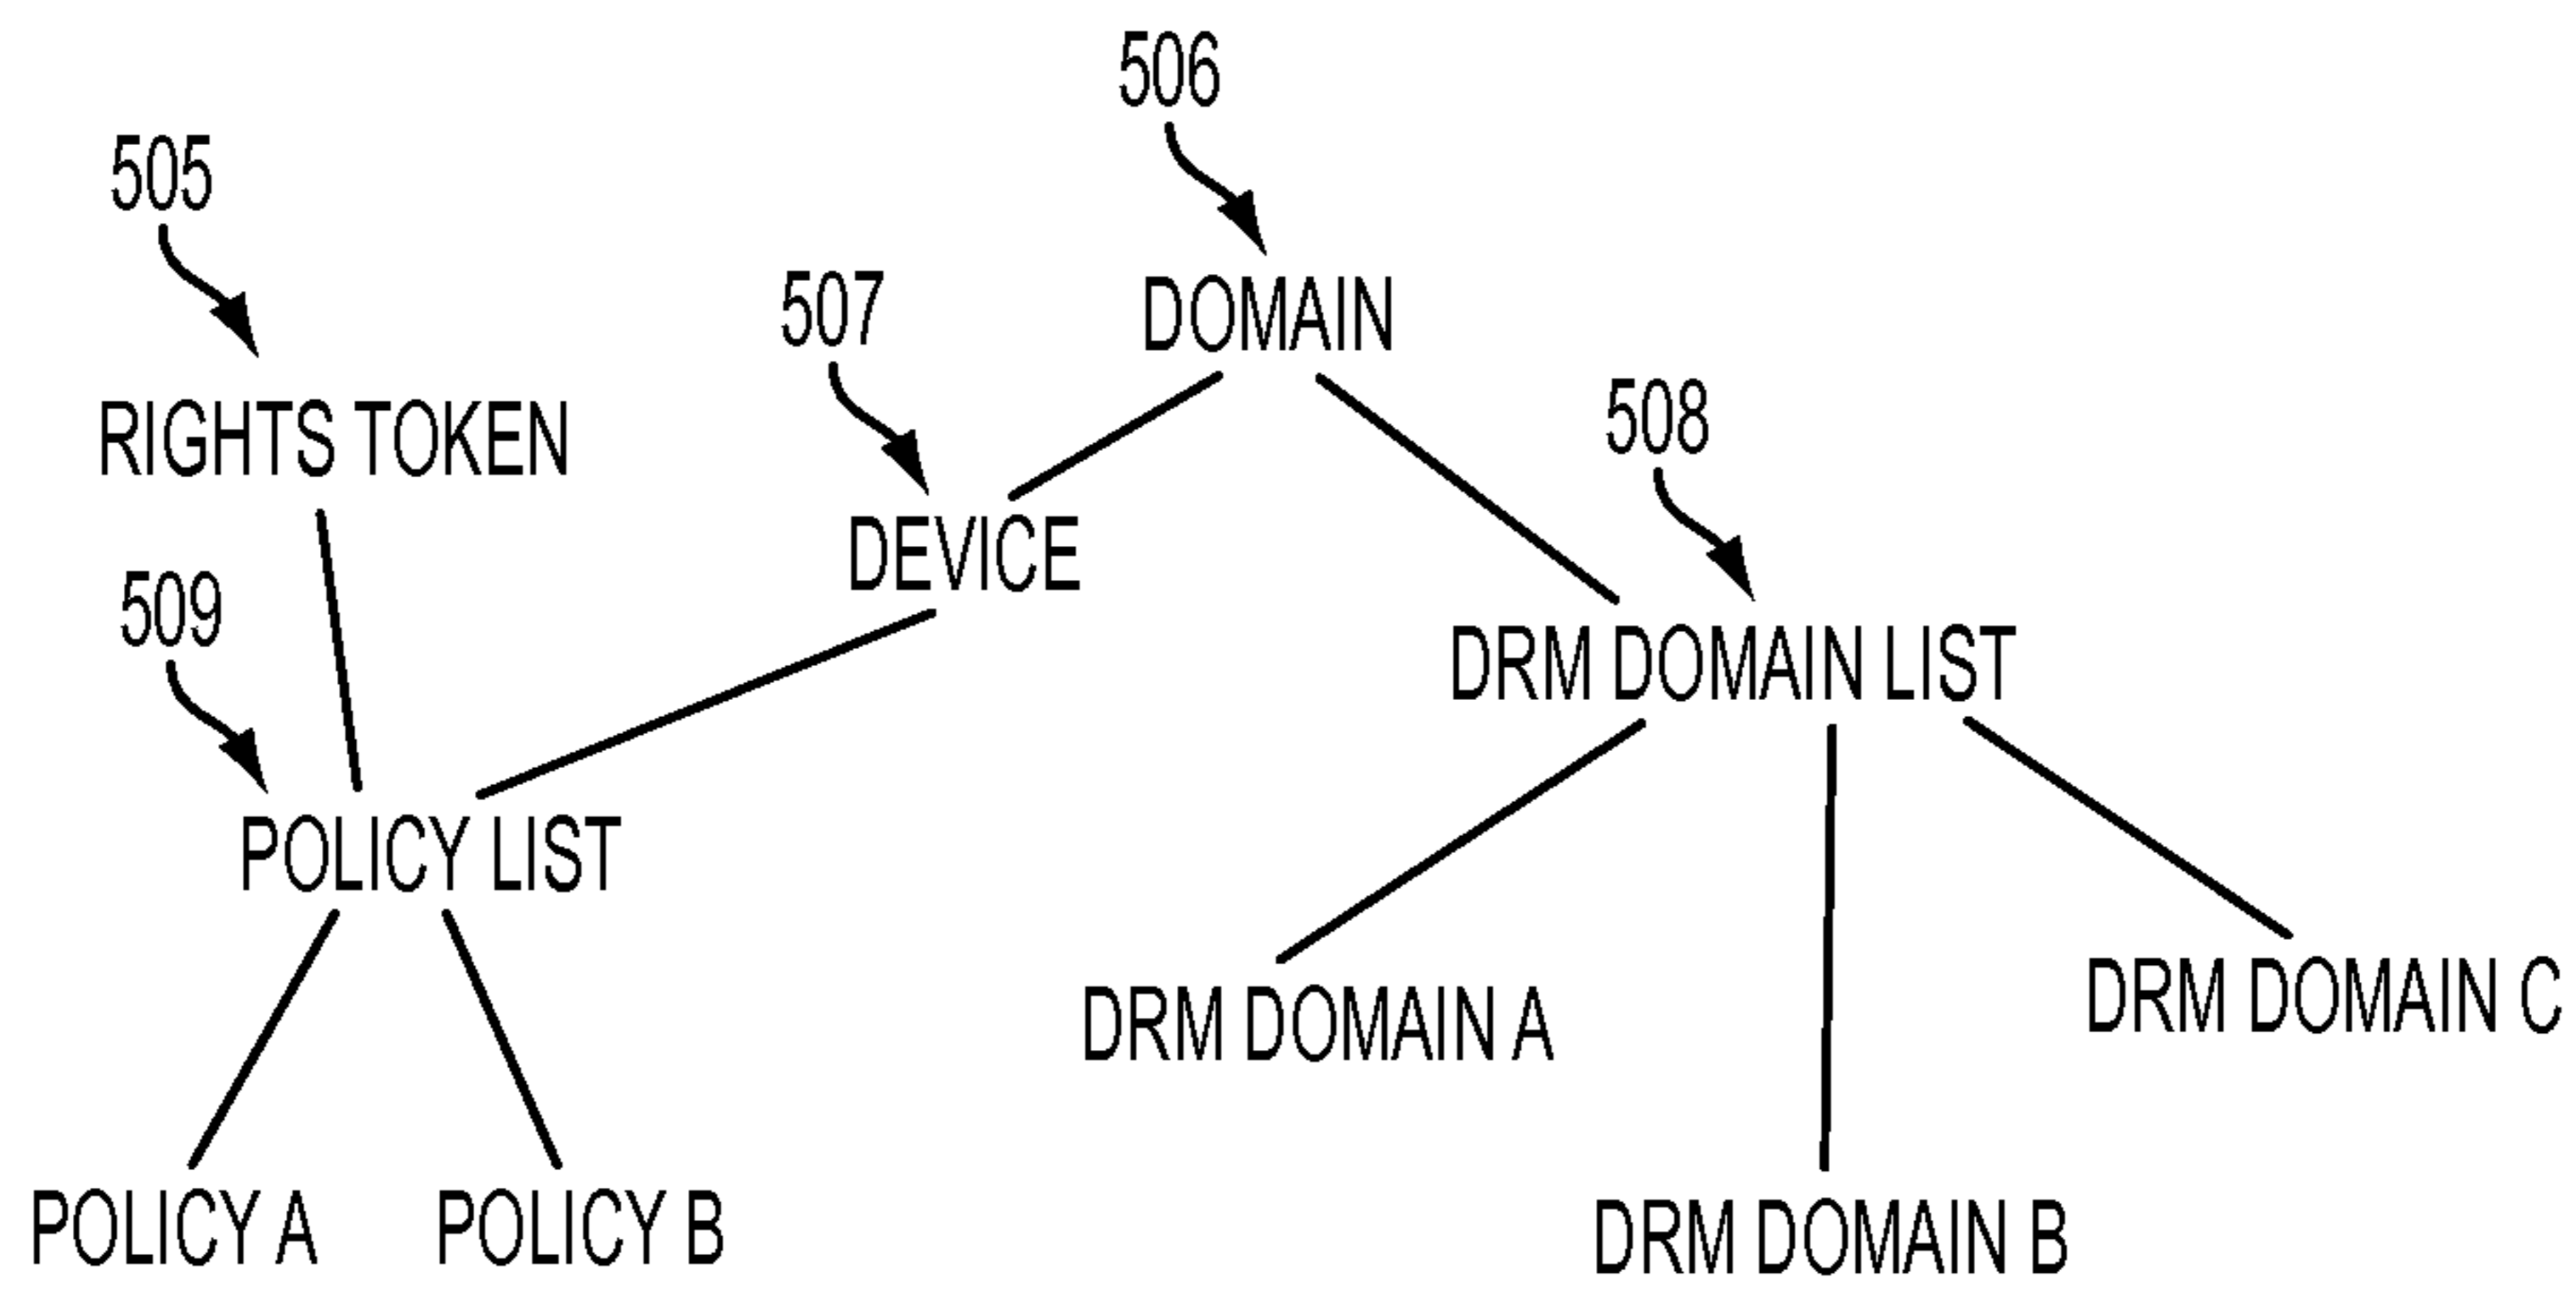 506
505
507
DOMAIN
508
RIGHTS TOKEN
DEVICE
509
DRM DOMAIN LIST
POLICY LIST
DRM DOMAIN A
DRM DOMAIN C
POLICY A
POLICY B
DRM DOMAIN B